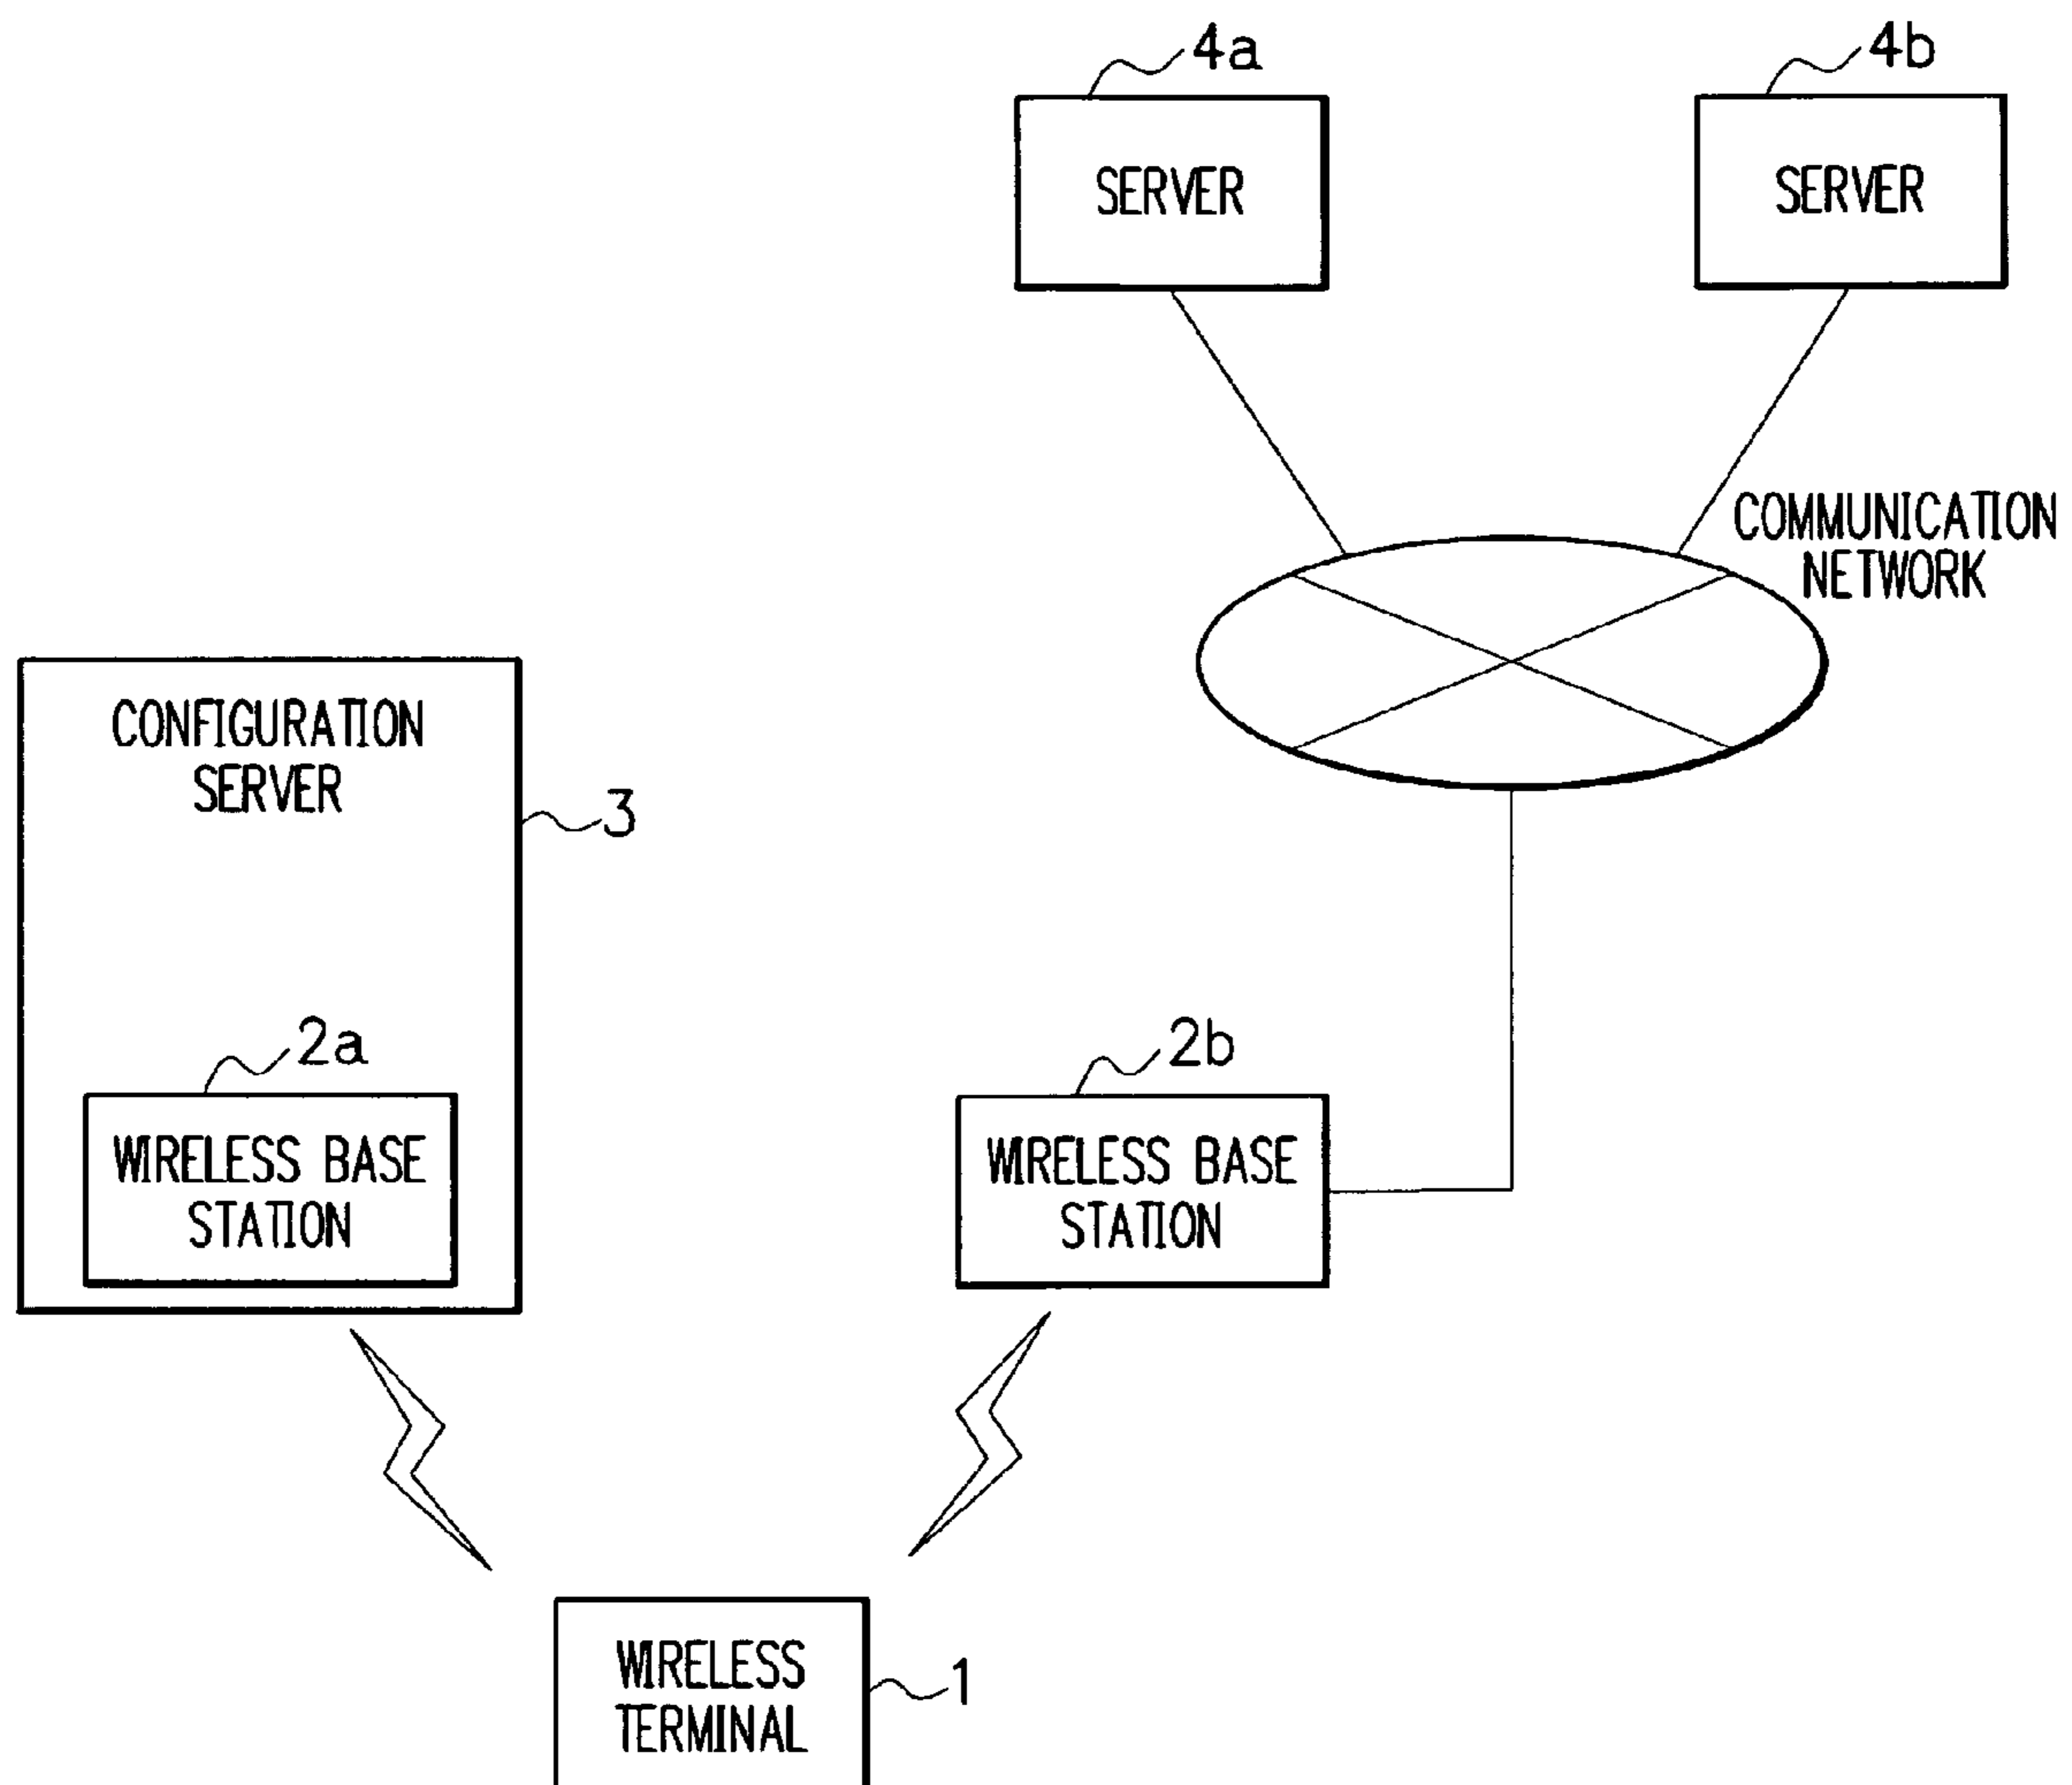 4a
4b
SERVER
SERVER
COMMUNICATION
NETWORK
CONFIGURATION
SERVER
3
2a
2b
WIRELESS BASE
STATION
WIRELESS BASE
STATION
WIRELESS
TERMINAL
1